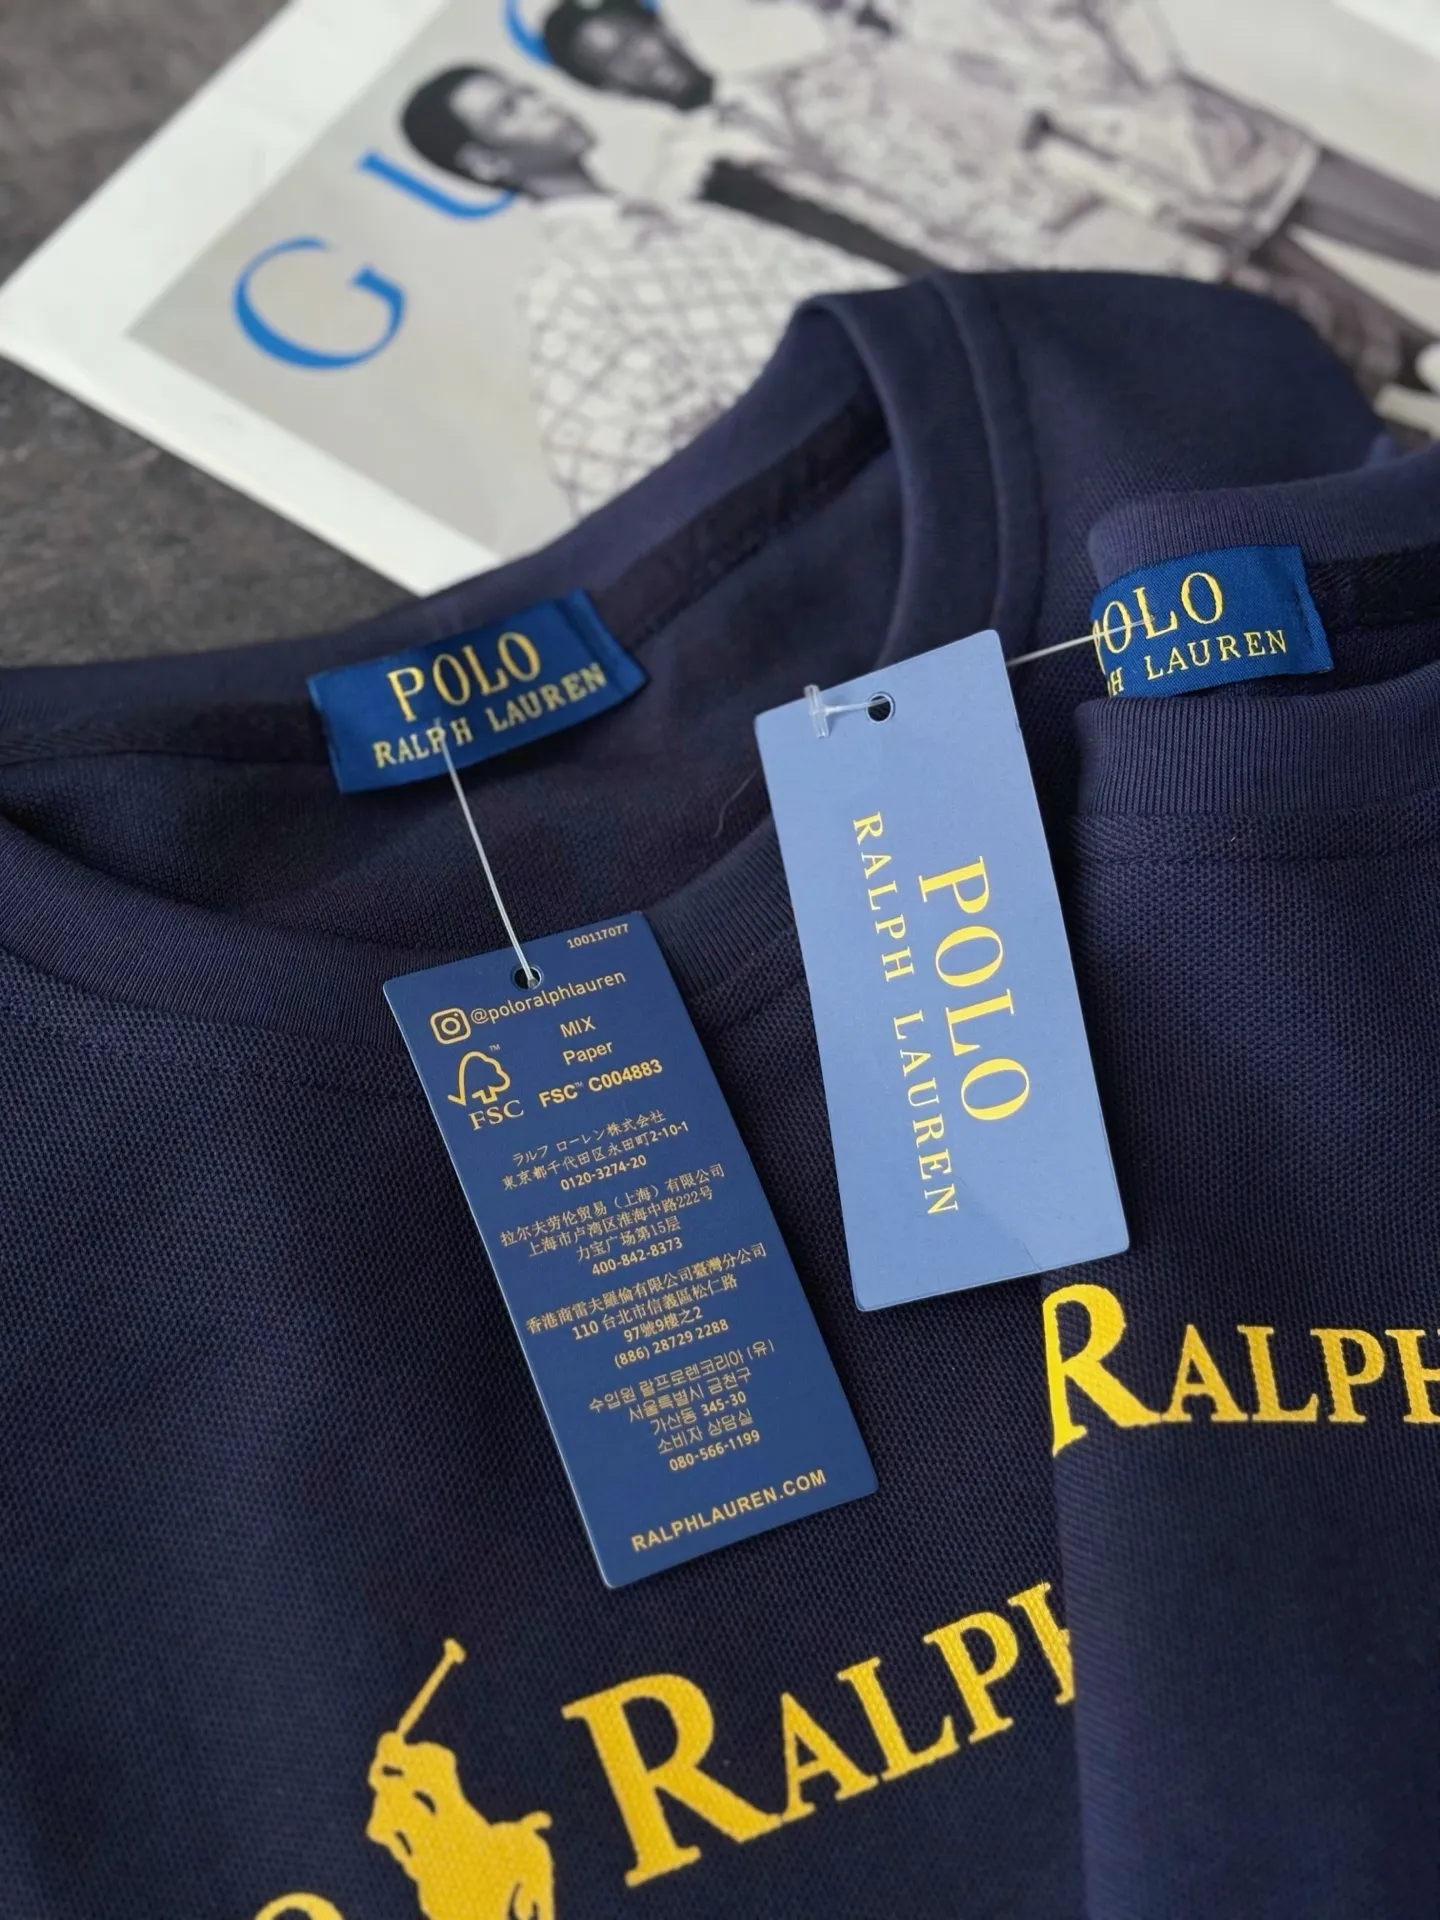 GLO
POLO
RALPH LAUREN
POLO
H LAUREN
100117077
@poloralphlauren
MIX
Paper
FSC™ C004883
FSC
™
ラルフ ローレン株式会社
東京都千代田区永田町2-10-1
0120-3274-20
拉尔夫劳伦贸易（上海）有限公司
上海市卢湾区淮海中路222号
力宝广场第15层
400-842-8373
香港商雷夫羅倫有限公司臺灣分公司
110 台北市信義區松仁路
97號9樓之2
(886) 28729 2288
수입원 랄프로렌코리아 (유)
서울특별시 금천구
가산동 345-30
소비자 상담실
080-566-1199
RALPHLAUREN.COM
POLO
RALPH LAUREN
RALPH
RALPH